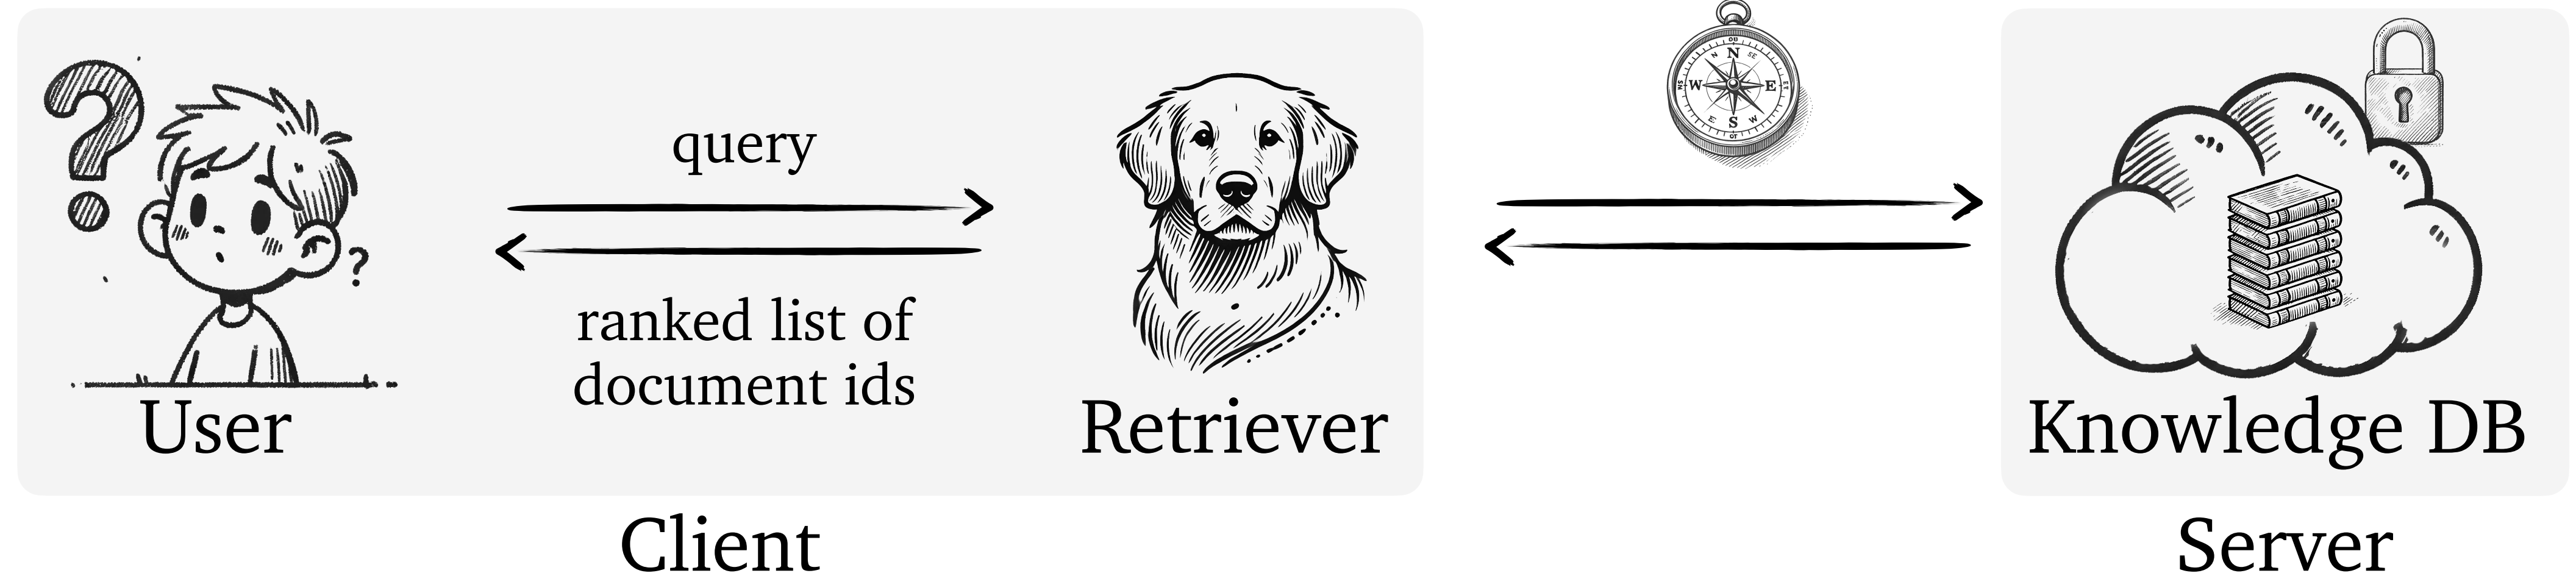 ?
?
query
ranked list of
document ids
User
Retriever
Client
N
W
E
S
Knowledge DB
Server